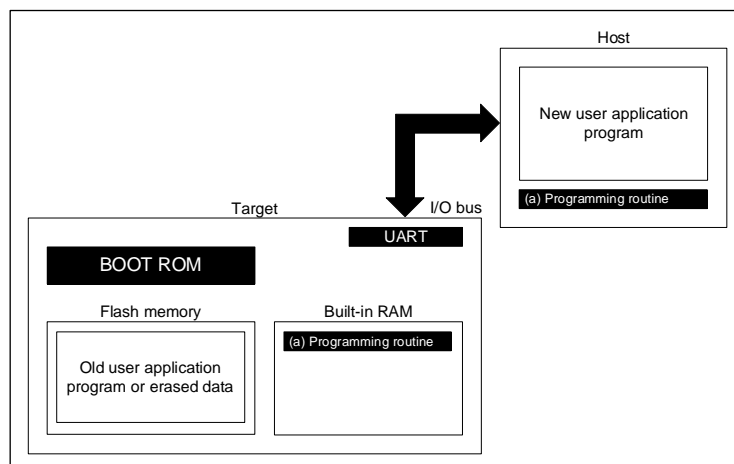 Host
New user application
program
(a) Programming routine
Target
I/O bus
UART
BOOT ROM
Flash memory
Built-in RAM
(a) Programming routine
Old user application
program or erased data